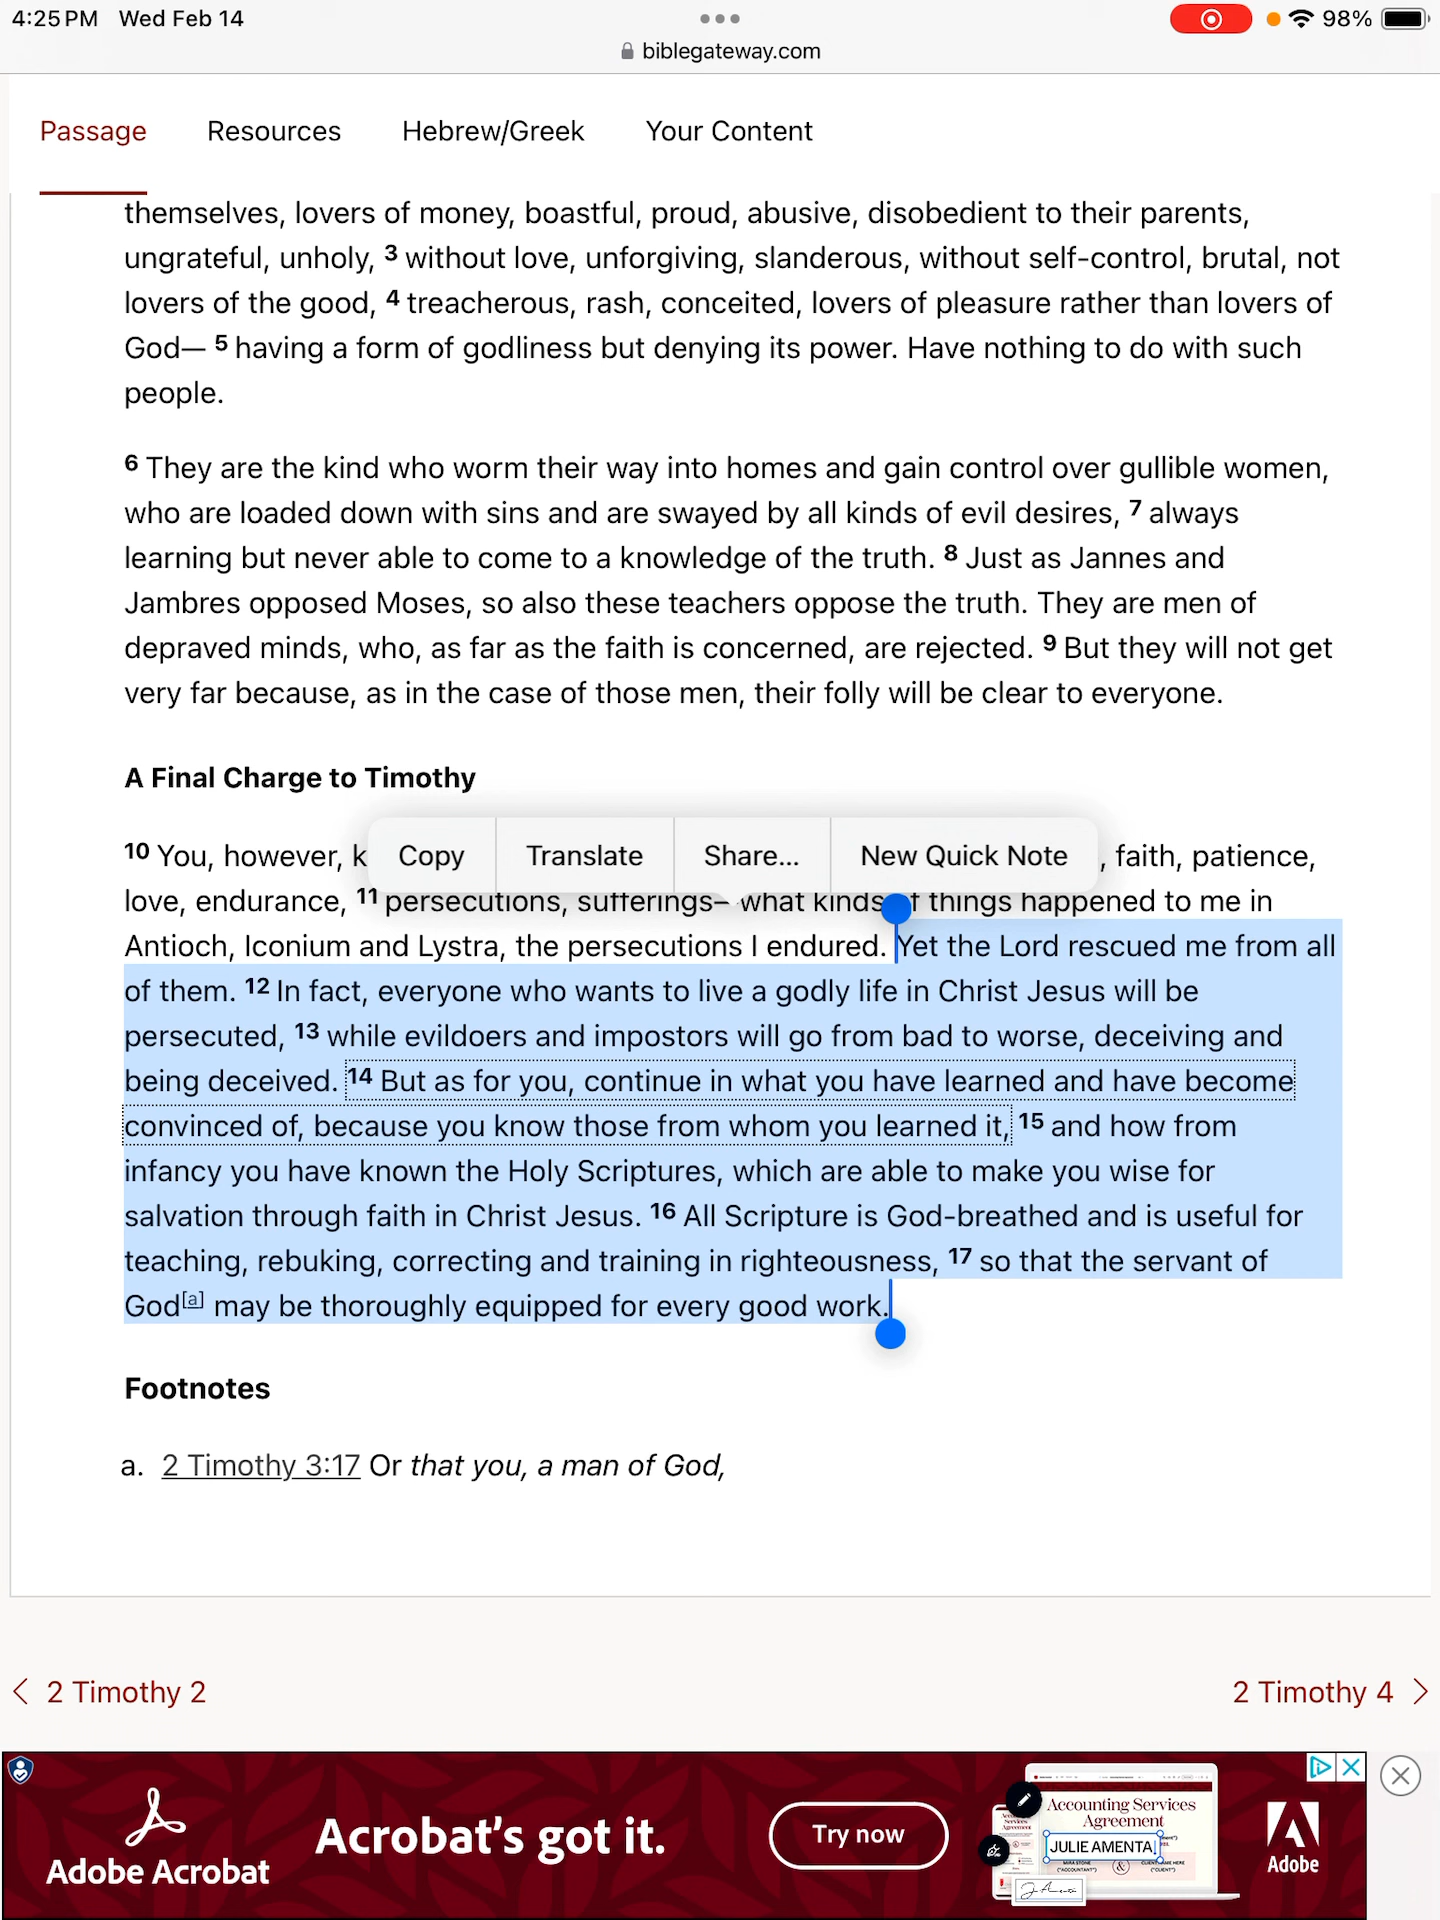 4:25 PM Wed Feb 14
98%
biblegateway.com
Passage Resources Hebrew/Greek Your Content
themselves, lovers of money, boastful, proud, abusive, disobedient to their parents,
ungrateful, unholy, 3 without love, unforgiving, slanderous, without self-control, brutal, not
lovers of the good, 4 treacherous, rash, conceited, lovers of pleasure rather than lovers of
God— 5 having a form of godliness but denying its power. Have nothing to do with such
people.
6 They are the kind who worm their way into homes and gain control over gullible women,
who are loaded down with sins and are swayed by all kinds of evil desires, 7 always
learning but never able to come to a knowledge of the truth. 8 Just as Jannes and
Jambres opposed Moses, so also these teachers oppose the truth. They are men of
depraved minds, who, as far as the faith is concerned, are rejected. 9 But they will not get
very far because, as in the case of those men, their folly will be clear to everyone.
A Final Charge to Timothy
Copy Translate Share... New Quick Note
10 You, however, k , faith, patience,
love, endurance, 11 persecutions, sufferings—what kinds of things happened to me in
Antioch, Iconium and Lystra, the persecutions I endured. Yet the Lord rescued me from all
of them. 12 In fact, everyone who wants to live a godly life in Christ Jesus will be
persecuted, 13 while evildoers and impostors will go from bad to worse, deceiving and
being deceived. 14 But as for you, continue in what you have learned and have become
convinced of, because you know those from whom you learned it, 15 and how from
infancy you have known the Holy Scriptures, which are able to make you wise for
salvation through faith in Christ Jesus. 16 All Scripture is God-breathed and is useful for
teaching, rebuking, correcting and training in righteousness, 17 so that the servant of
God[a] may be thoroughly equipped for every good work.
Footnotes
a. 2 Timothy 3:17 Or that you, a man of God,
2 Timothy 2
2 Timothy 4
Adobe Acrobat
Acrobat's got it.
Try now
Accounting Services
Agreement
JULIE AMENTA
&
Adobe